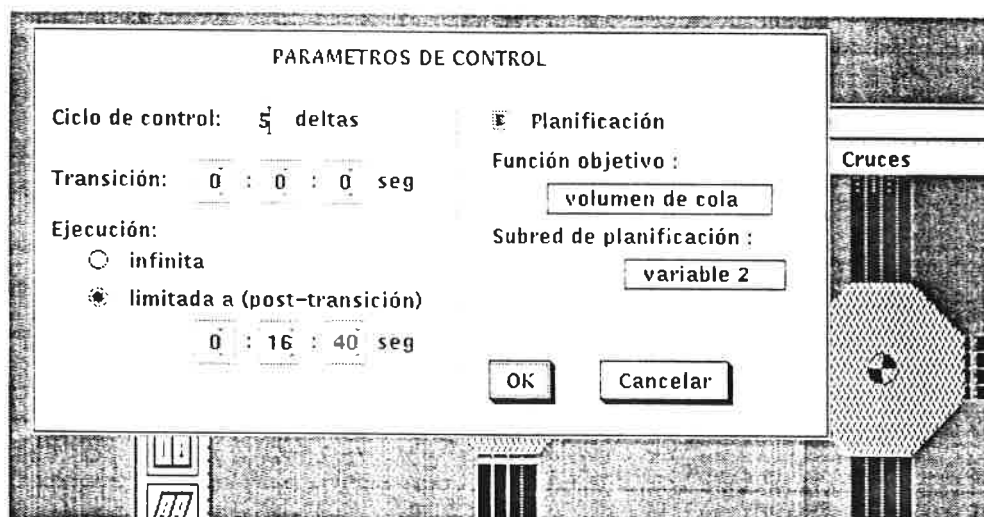 PARAMETROS DE CONTROL
Ciclo de control: 5 deltas
Transición: 0 : 0 : 0 seg
Ejecución:
infinita
limitada a (post-transición)
0 : 16 : 40 seg
Planificación
Función objetivo :
volumen de cola
Subred de planificación :
variable 2
OK
Cancelar
Cruces